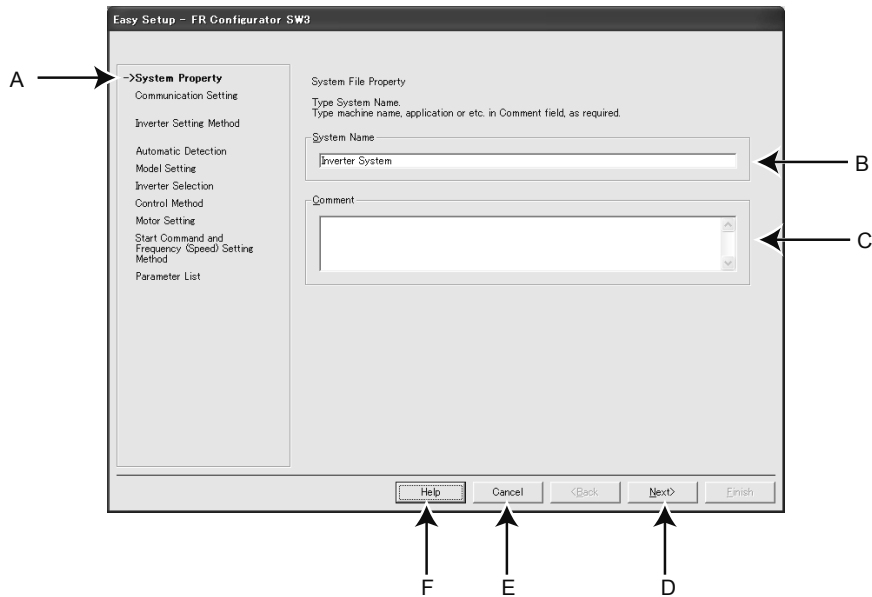 Easy Setup - FR Configurator SW3
A
->System Property
Communication Setting
Inverter Setting Method
Automatic Detection
Model Setting
Inverter Selection
Control Method
Motor Setting
Start Command and
Frequency (Speed) Setting
Method
Parameter List
System File Property
Type System Name.
Type machine name, application or etc. in Comment field, as required.
System Name
Inverter System
B
Comment
C
Help
Cancel
<Back
Next>
Finish
F
E
D